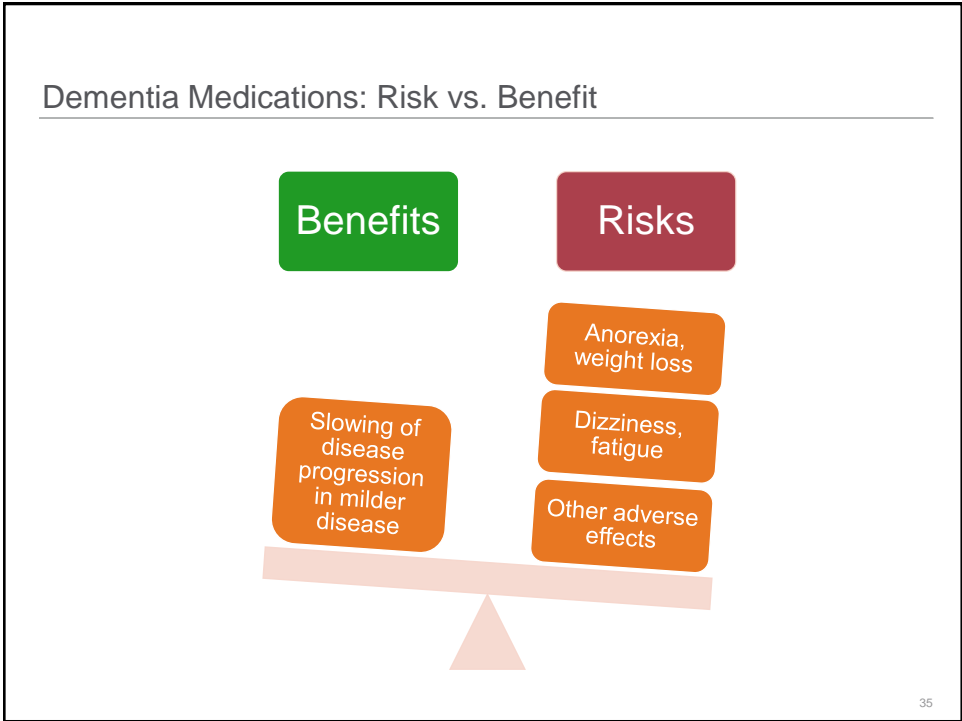 Dementia Medications: Risk vs. Benefit
Benefits
Risks
Slowing of
disease
progression
in milder
disease
Anorexia,
weight loss
Dizziness,
fatigue
Other adverse
effects
35